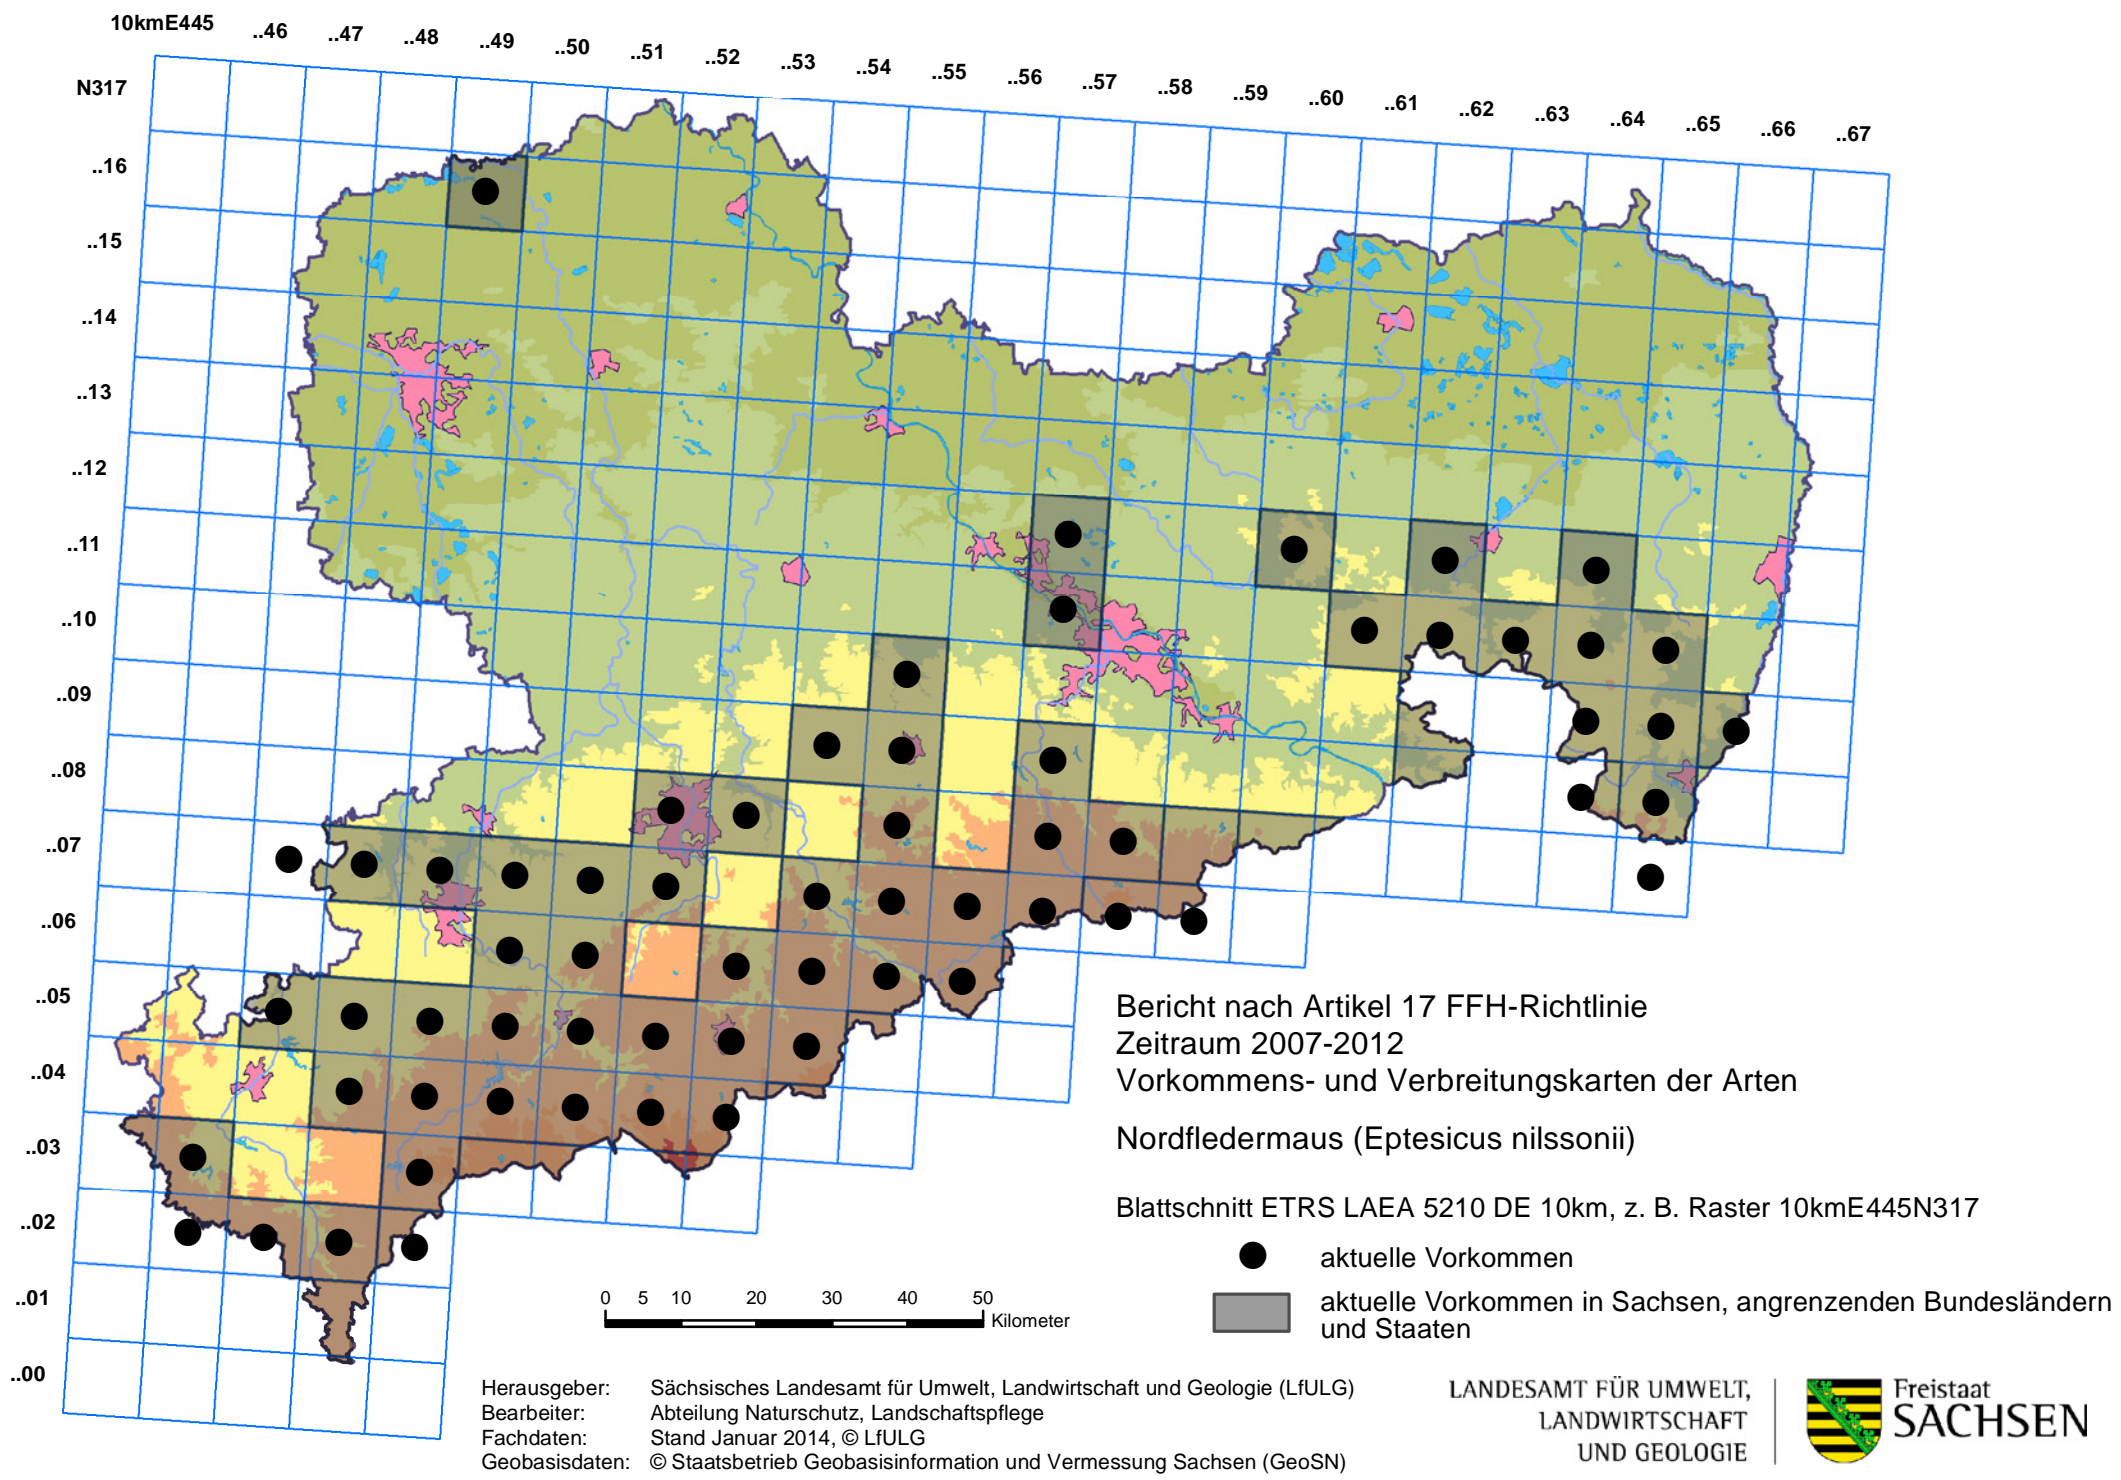 10kmE445 ..46 ..47 ..48 ..49 ..50 ..51 ..52 ..53 ..54 ..55 ..56 ..57 ..58 ..59 ..60 ..61 ..62 ..63 ..64 ..65 ..66 ..67
N317
..16
..15
..14
..13
..12
..11
..10
..09
..08
..07
..06
..05
..04
..03
..02
..01
..00
Bericht nach Artikel 17 FFH-Richtlinie
Zeitraum 2007-2012
Vorkommens- und Verbreitungskarten der Arten
Nordfledermaus (Eptesicus nilssonii)
Blattschnitt ETRS LAEA 5210 DE 10km, z. B. Raster 10kmE445N317
aktuelle Vorkommen
aktuelle Vorkommen in Sachsen, angrenzenden Bundesländern
und Staaten
0 5 10 20 30 40 50
Kilometer
Herausgeber: Sächsisches Landesamt für Umwelt, Landwirtschaft und Geologie (LfULG)
Bearbeiter: Abteilung Naturschutz, Landschaftspflege
Fachdaten: Stand Januar 2014, © LfULG
Geobasisdaten: © Staatsbetrieb Geobasisinformation und Vermessung Sachsen (GeoSN)
LANDESAMT FÜR UMWELT,
LANDWIRTSCHAFT
UND GEOLOGIE
Freistaat
SACHSEN